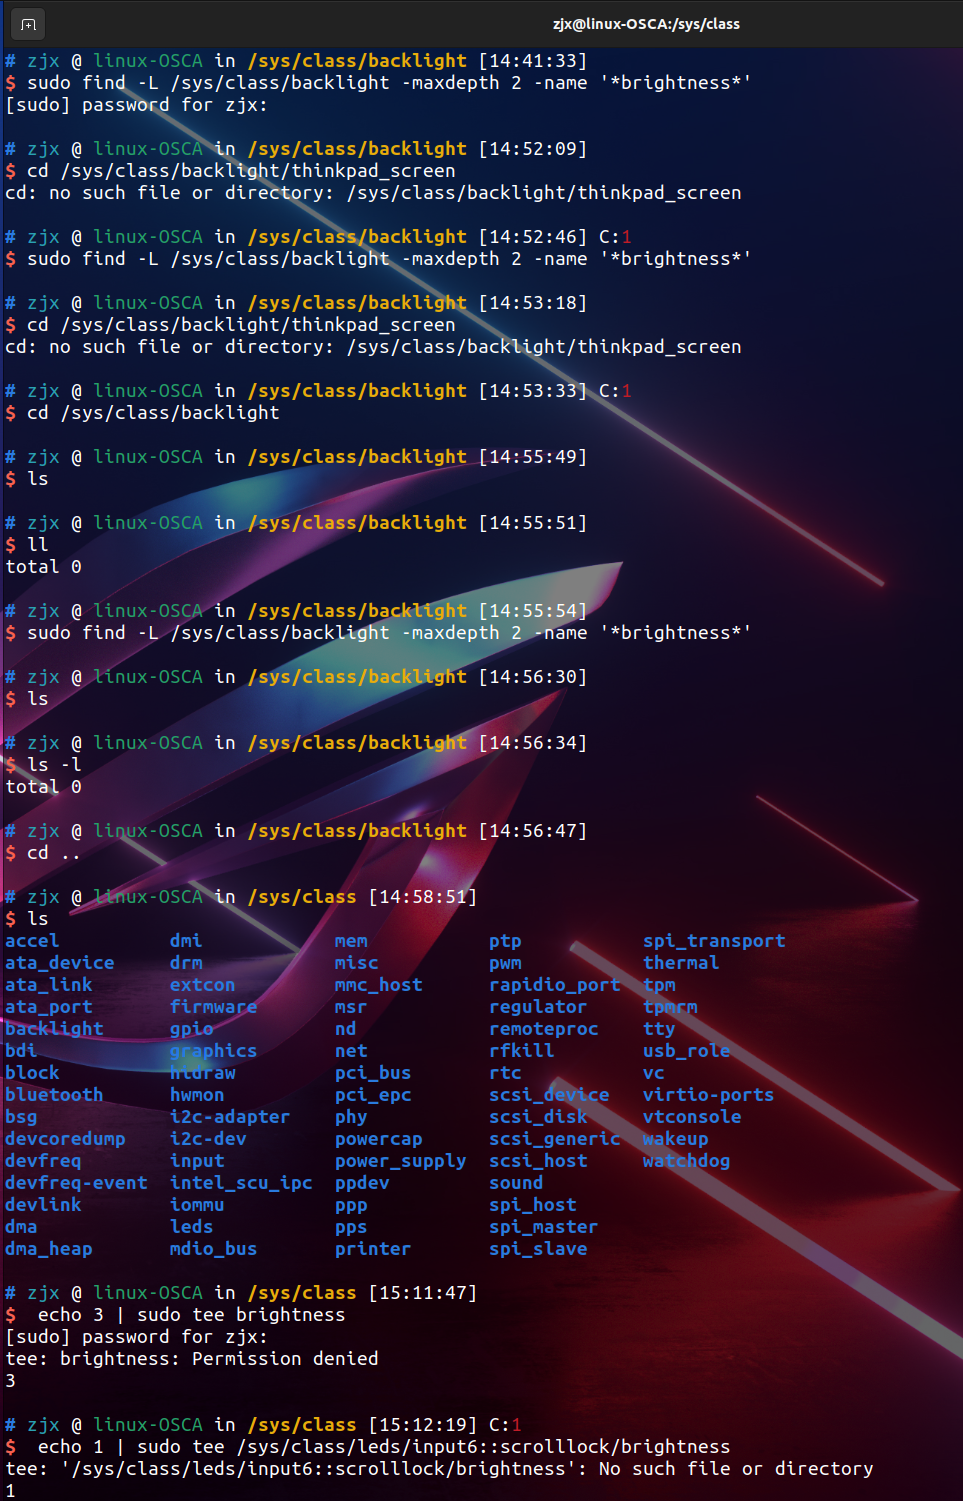 zjx@linux-OSCA:/sys/class
# zjx @ linux-OSCA in /sys/class/backlight [14:41:33]
$ sudo find -L /sys/class/backlight -maxdepth 2 -name '*brightness*'
[sudo] password for zjx:
# zjx @ linux-OSCA in /sys/class/backlight [14:52:09]
$ cd /sys/class/backlight/thinkpad_screen
cd: no such file or directory: /sys/class/backlight/thinkpad_screen
# zjx @ linux-OSCA in /sys/class/backlight [14:52:46] C:1
$ sudo find -L /sys/class/backlight -maxdepth 2 -name '*brightness*'
# zjx @ linux-OSCA in /sys/class/backlight [14:53:18]
$ cd /sys/class/backlight/thinkpad_screen
cd: no such file or directory: /sys/class/backlight/thinkpad_screen
# zjx @ linux-OSCA in /sys/class/backlight [14:53:33] C:1
$ cd /sys/class/backlight
# zjx @ linux-OSCA in /sys/class/backlight [14:55:49]
$ ls
# zjx @ linux-OSCA in /sys/class/backlight [14:55:51]
$ ll
total 0
# zjx @ linux-OSCA in /sys/class/backlight [14:55:54]
$ sudo find -L /sys/class/backlight -maxdepth 2 -name '*brightness*'
# zjx @ linux-OSCA in /sys/class/backlight [14:56:30]
$ ls
# zjx @ linux-OSCA in /sys/class/backlight [14:56:34]
$ ls -l
total 0
# zjx @ linux-OSCA in /sys/class/backlight [14:56:47]
$ cd ..
# zjx @ linux-OSCA in /sys/class [14:58:51]
$ ls
accel dmi mem ptp spi_transport
ata_device drm misc pwm thermal
ata_link extcon mmc_host rapidio_port tpm
ata_port firmware msr regulator tpmrm
backlight gpio nd remoteproc tty
bdi graphics net rfkill usb_role
block hidraw pci_bus rtc vc
bluetooth hwmon pci_epc scsi_device virtio-ports
bsg i2c-adapter phy scsi_disk vtconsole
devcoredump i2c-dev powercap scsi_generic wakeup
devfreq input power_supply scsi_host watchdog
devfreq-event intel_scu_ipc ppdev sound
devlink iommu ppp spi_host
dma leds pps spi_master
dma_heap mdio_bus printer spi_slave
# zjx @ linux-OSCA in /sys/class [15:11:47]
$  echo 3 | sudo tee brightness
[sudo] password for zjx:
tee: brightness: Permission denied
3
# zjx @ linux-OSCA in /sys/class [15:12:19] C:1
$  echo 1 | sudo tee /sys/class/leds/input6::scrolllock/brightness
tee: '/sys/class/leds/input6::scrolllock/brightness': No such file or directory
1